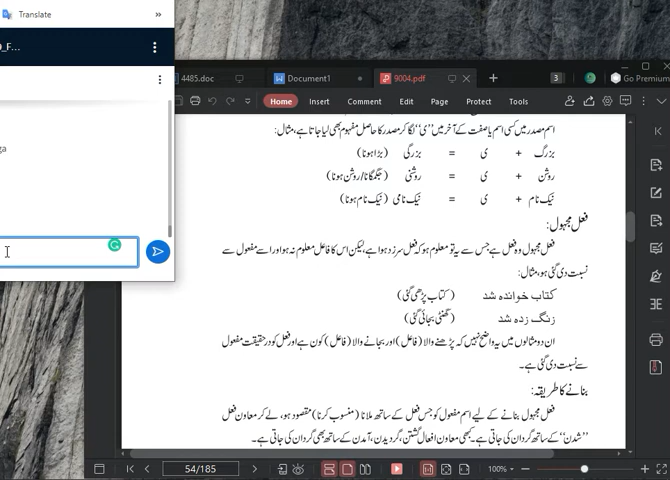 Translate
»
_F...
ga
4485.doc
Document1
9004.pdf
3
Go Premium
Home Insert Comment Edit Page Protect Tools
اسم مصدر میں کسی اسم یا صفت کے آخر میں ”ی“ لگا کر مصدر کا حاصل مفہوم بھی لیا جاتا ہے، مثال:
بزرگ + ی = بزرگی (بڑا ہونا)
روشن + ی = روشنی (جگمگانا/روشن ہونا)
نیک نام + ی = نیک نامی (نیک نام ہونا)
فعل مجہول:
فعل مجہول وہ فعل ہے جس سے یہ تو معلوم ہو کہ فعل سرزد ہوا ہے، لیکن اس کا فاعل معلوم نہ ہو اور اسے مفعول سے
نسبت دی گئی ہو، مثال:
کتاب خواندہ شد (کتاب پڑھی گئی)
زنگ زدہ شد (گھنٹی بجائی گئی)
ان دو مثالوں میں یہ واضح نہیں کہ پڑھنے والا (فاعل) اور بجانے والا (فاعل) کون ہے اور فعل کو در حقیقت مفعول
سے نسبت دی گئی ہے۔
بنانے کا طریقہ:
فعل مجہول بنانے کے لیے اسم مفعول کو جس فعل کے ساتھ ملانا (منسوب کرنا) مقصود ہو، لے کر معاون فعل
”شدن“ کے ساتھ گردان کی جاتی ہے۔ کبھی معاون افعال گشتن، گردیدن، آمدن کے ساتھ بھی گردان کی جاتی ہے۔
54/185
100%